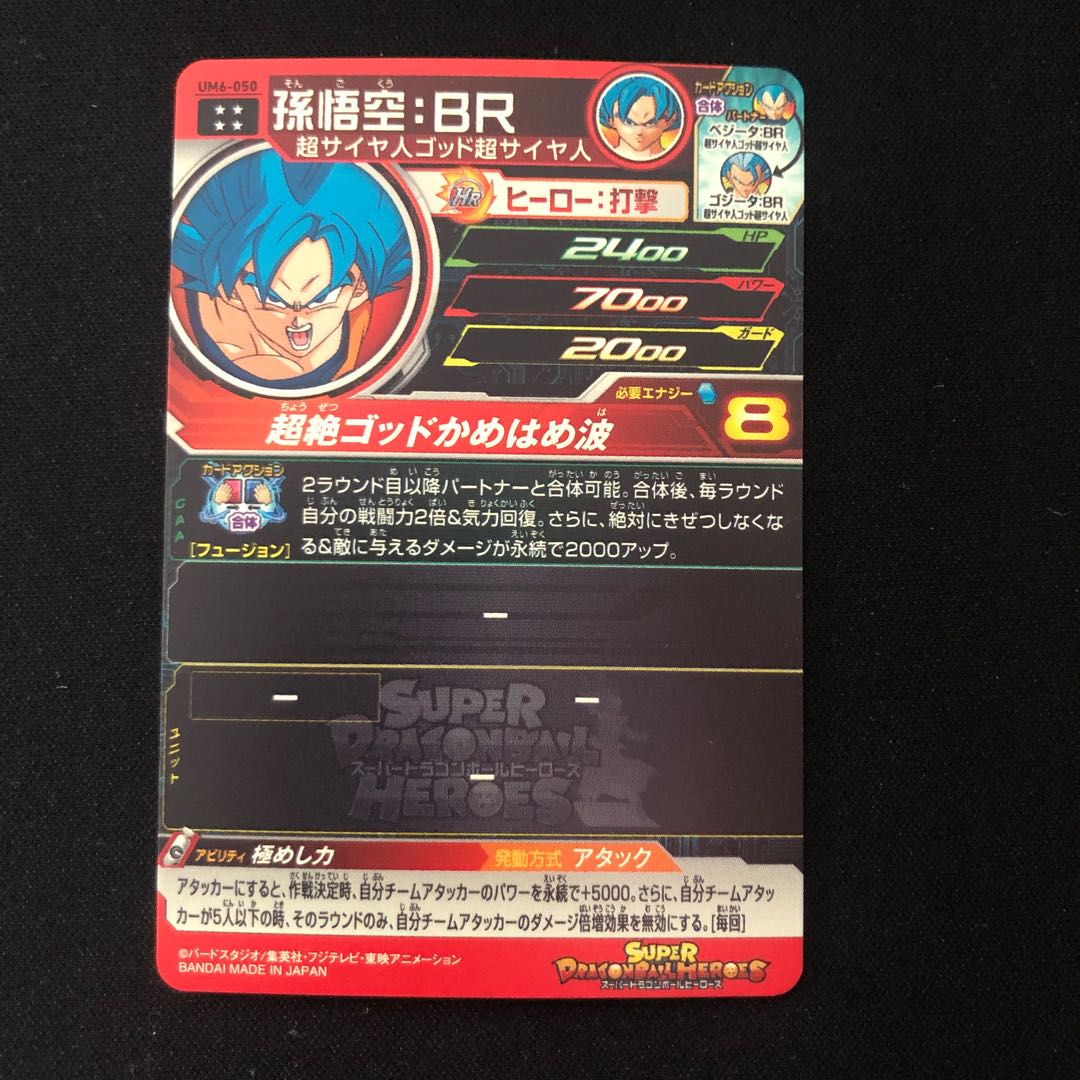 UM6-050
そんごくう
孫悟空:BR
超サイヤ人ゴッド超サイヤ人
カードアクション
合体
パートナー
ベジータ:BR
超サイヤ人ゴッド超サイヤ人
ゴジータ:BR
超サイヤ人ゴッド超サイヤ人
HR
ヒーロー:打撃
HP
2400
パワー
7000
ガード
2000
必要エナジー
8
ちょうぜつ は
超絶ゴッドかめはめ波
カードアクション
合体
[フュージョン]
CAA
2ラウンド目以降パートナーと合体可能。合体後、毎ラウンド
自分の戦闘力2倍&気力回復。さらに、絶対にきぜつしなくな
る&敵に与えるダメージが永続で2000アップ。
ー
ユニット
ー
ー
ー
SUPER
DRAGONBALL
スーパードラゴンボールヒーローズ
HEROES
アビリティ 極めし力
発動方式 アタック
アタッカーにすると、作戦決定時、自分チームアタッカーのパワーを永続で+5000。さらに、自分チームアタッ
カーが5人以下の時、そのラウンドのみ、自分チームアタッカーのダメージ倍増効果を無効にする。[毎回]
©バードスタジオ/集英社・フジテレビ・東映アニメーション
BANDAI MADE IN JAPAN
SUPER
DRAGONBALL HEROES
スーパードラゴンボールヒーローズ